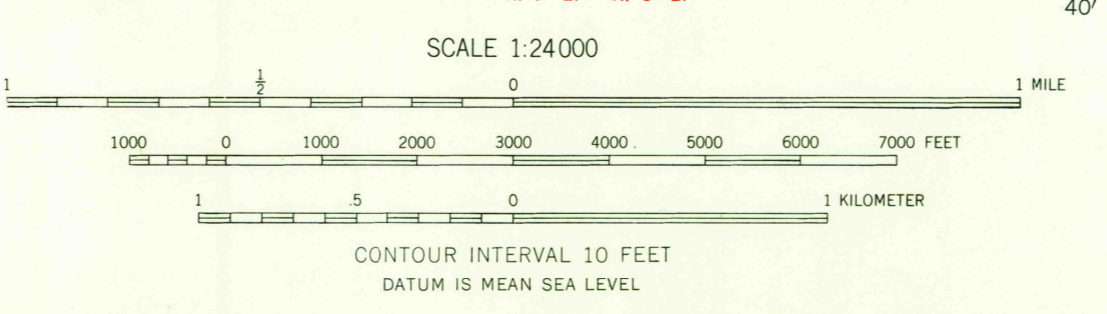 40'
SCALE 1:24000
1 1/2 0 1 MILE
1000 0 1000 2000 3000 4000 5000 6000 7000 FEET
1 .5 0 1 KILOMETER
CONTOUR INTERVAL 10 FEET
DATUM IS MEAN SEA LEVEL